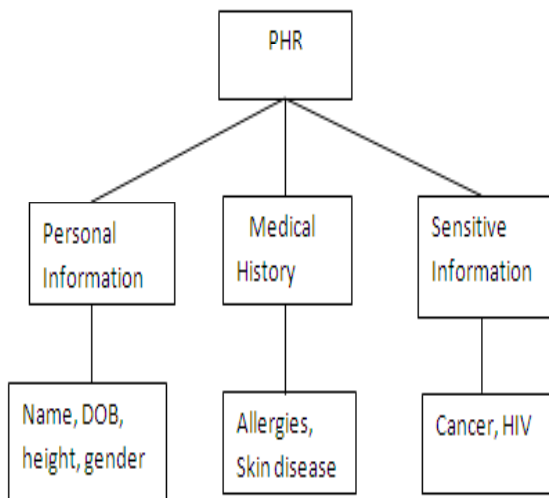 PHR
Personal
Information
Medical
History
Sensitive
Information
Name, DOB,
height, gender
Allergies,
Skin disease
Cancer, HIV